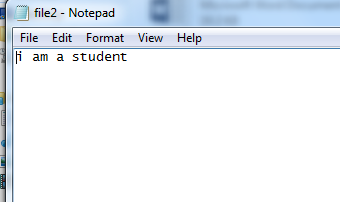 file2 - Notepad
File Edit Format View Help
i am a student